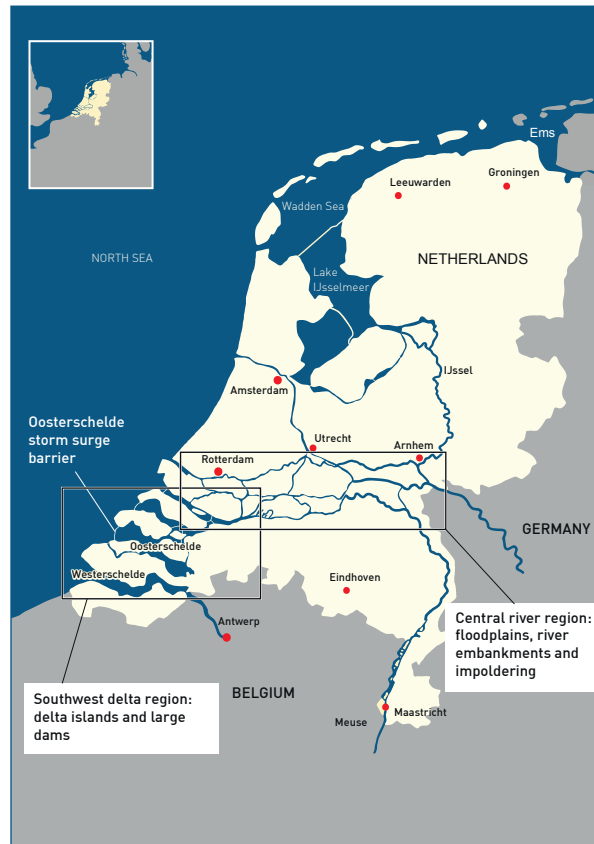 Ems
Groningen
Leeuwarden
Wadden Sea
NORTH SEA
NETHERLANDS
Lake
IJsselmeer
IJssel
Amsterdam
Oosterschelde
storm surge
barrier
Utrecht
Arnhem
Rotterdam
GERMANY
Oosterschelde
Westerschelde
Eindhoven
Antwerp
Central river region:
floodplains, river
embankments and
impoldering
BELGIUM
Southwest delta region:
delta islands and large
dams
Meuse
Maastricht